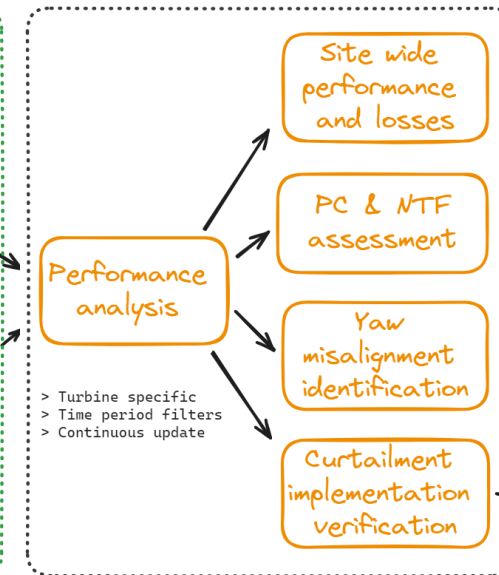 Site wide
performance
and losses
PC & NTF
assessment
Performance
analysis
Yaw
misalignment
identification
> Turbine specific
> Time period filters
> Continuous update
Curtailment
implementation
verification